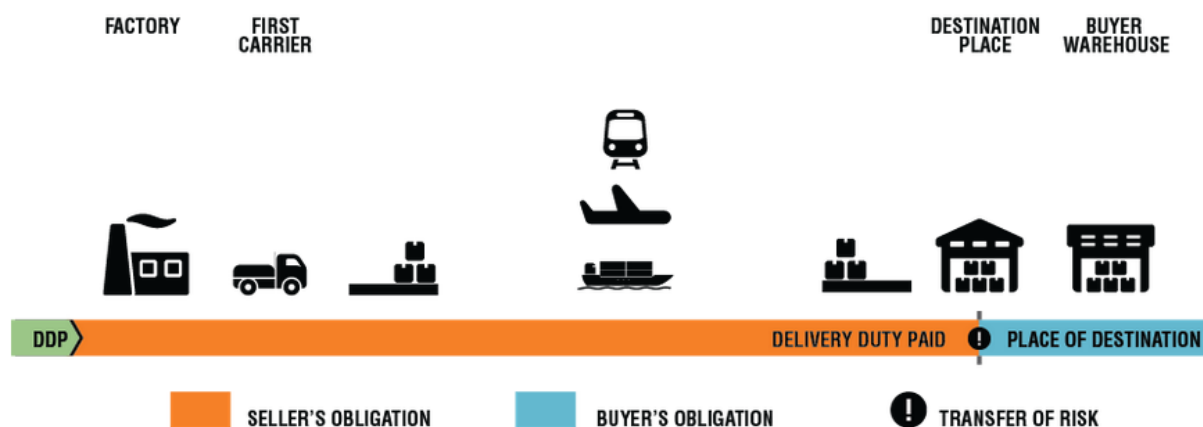 FACTORY
FIRST
CARRIER
DESTINATION
PLACE
BUYER
WAREHOUSE
DDP
DELIVERY DUTY PAID
!
PLACE OF DESTINATION
SELLER'S OBLIGATION
BUYER'S OBLIGATION
!
TRANSFER OF RISK